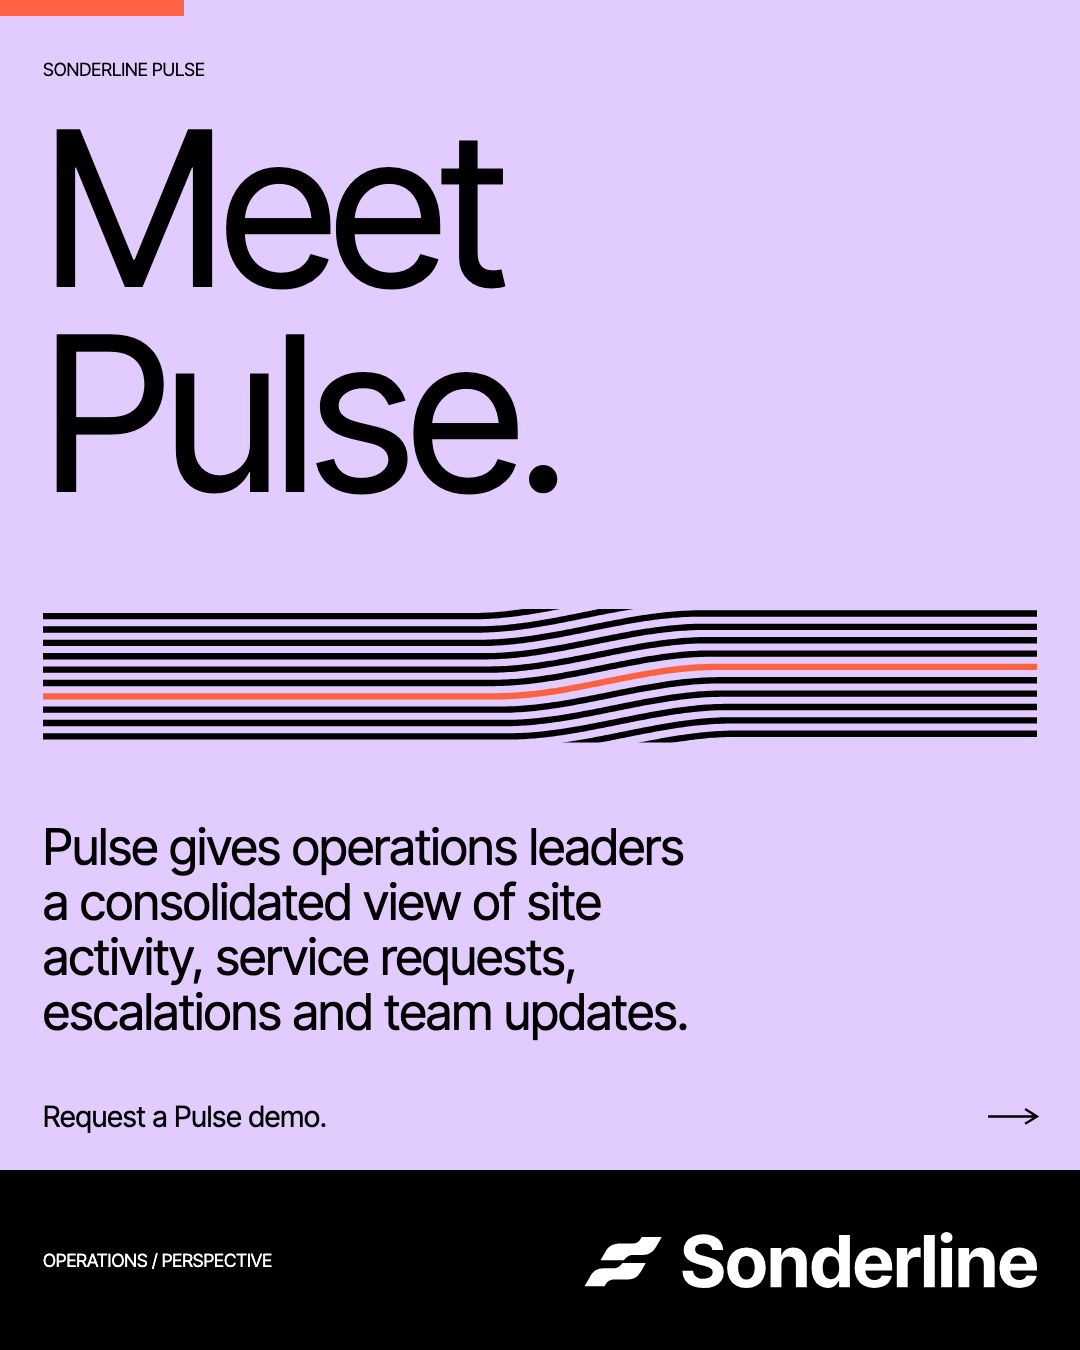 SONDERLINE PULSE
Meet
Pulse.
Pulse gives operations leaders
a consolidated view of site
activity, service requests,
escalations and team updates.
Request a Pulse demo.
OPERATIONS / PERSPECTIVE
Sonderline